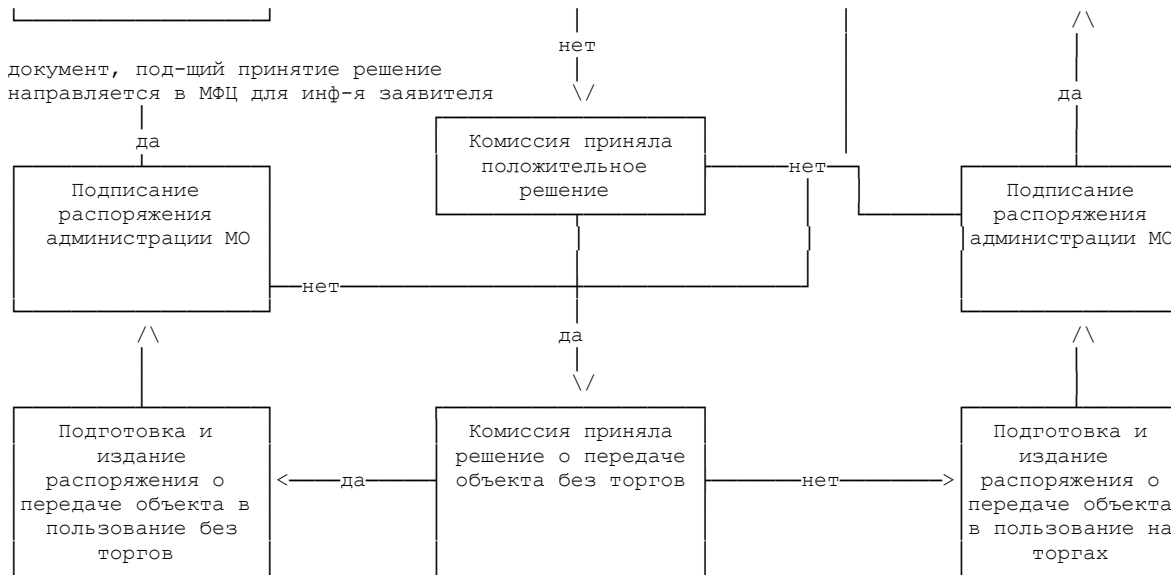 нет
документ, под-щий принятие решение
направляется в МФЦ для инф-я заявителя
да
да
Комиссия приняла
положительное
решение
нет
Подписание
распоряжения
администрации МО
Подписание
распоряжения
администрации МО
нет
да
Подготовка и
издание
распоряжения о
передаче объекта в
пользование без
торгов
да
Комиссия приняла
решение о передаче
объекта без торгов
нет
Подготовка и
издание
распоряжения о
передаче объекта
в пользование на
торгах